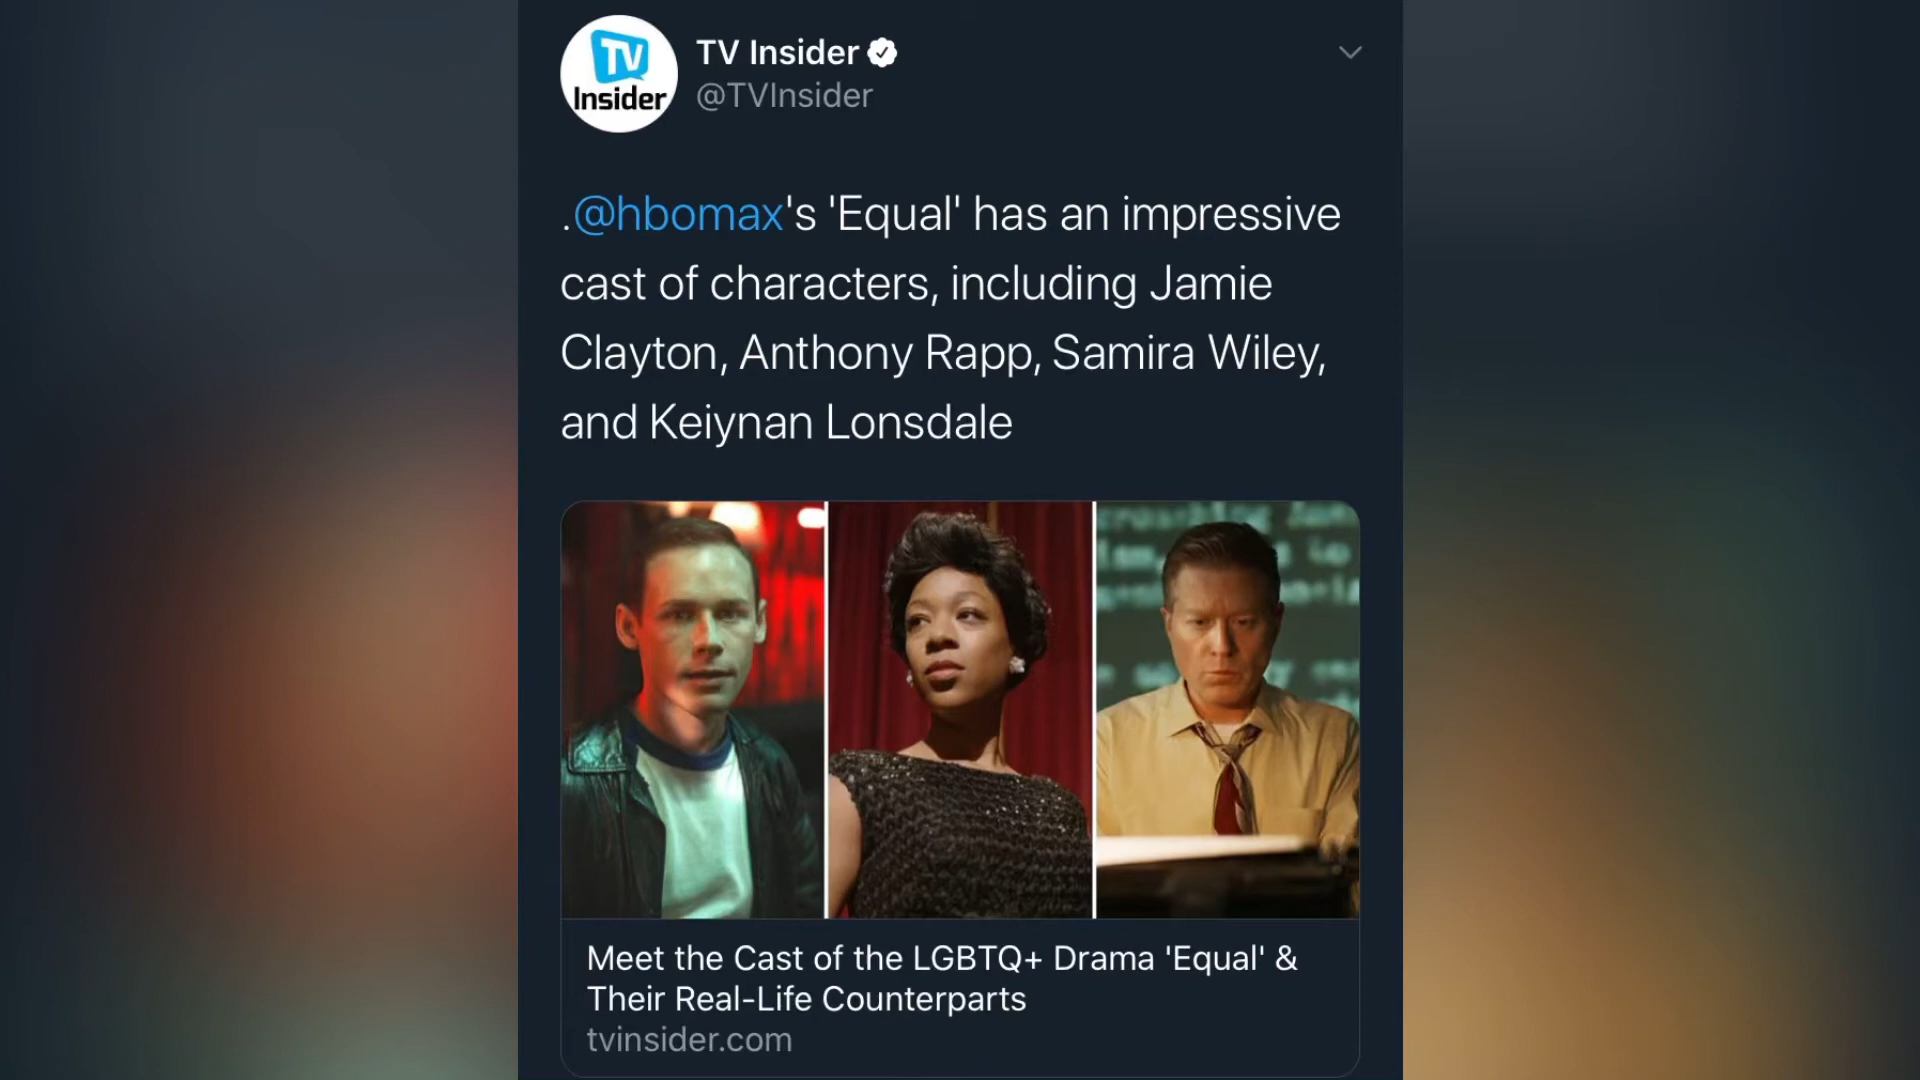 TV
Insider
TV Insider
@TVInsider
.@hbomax's 'Equal' has an impressive
cast of characters, including Jamie
Clayton, Anthony Rapp, Samira Wiley,
and Keiynan Lonsdale
Meet the Cast of the LGBTQ+ Drama 'Equal' &
Their Real-Life Counterparts
tvinsider.com